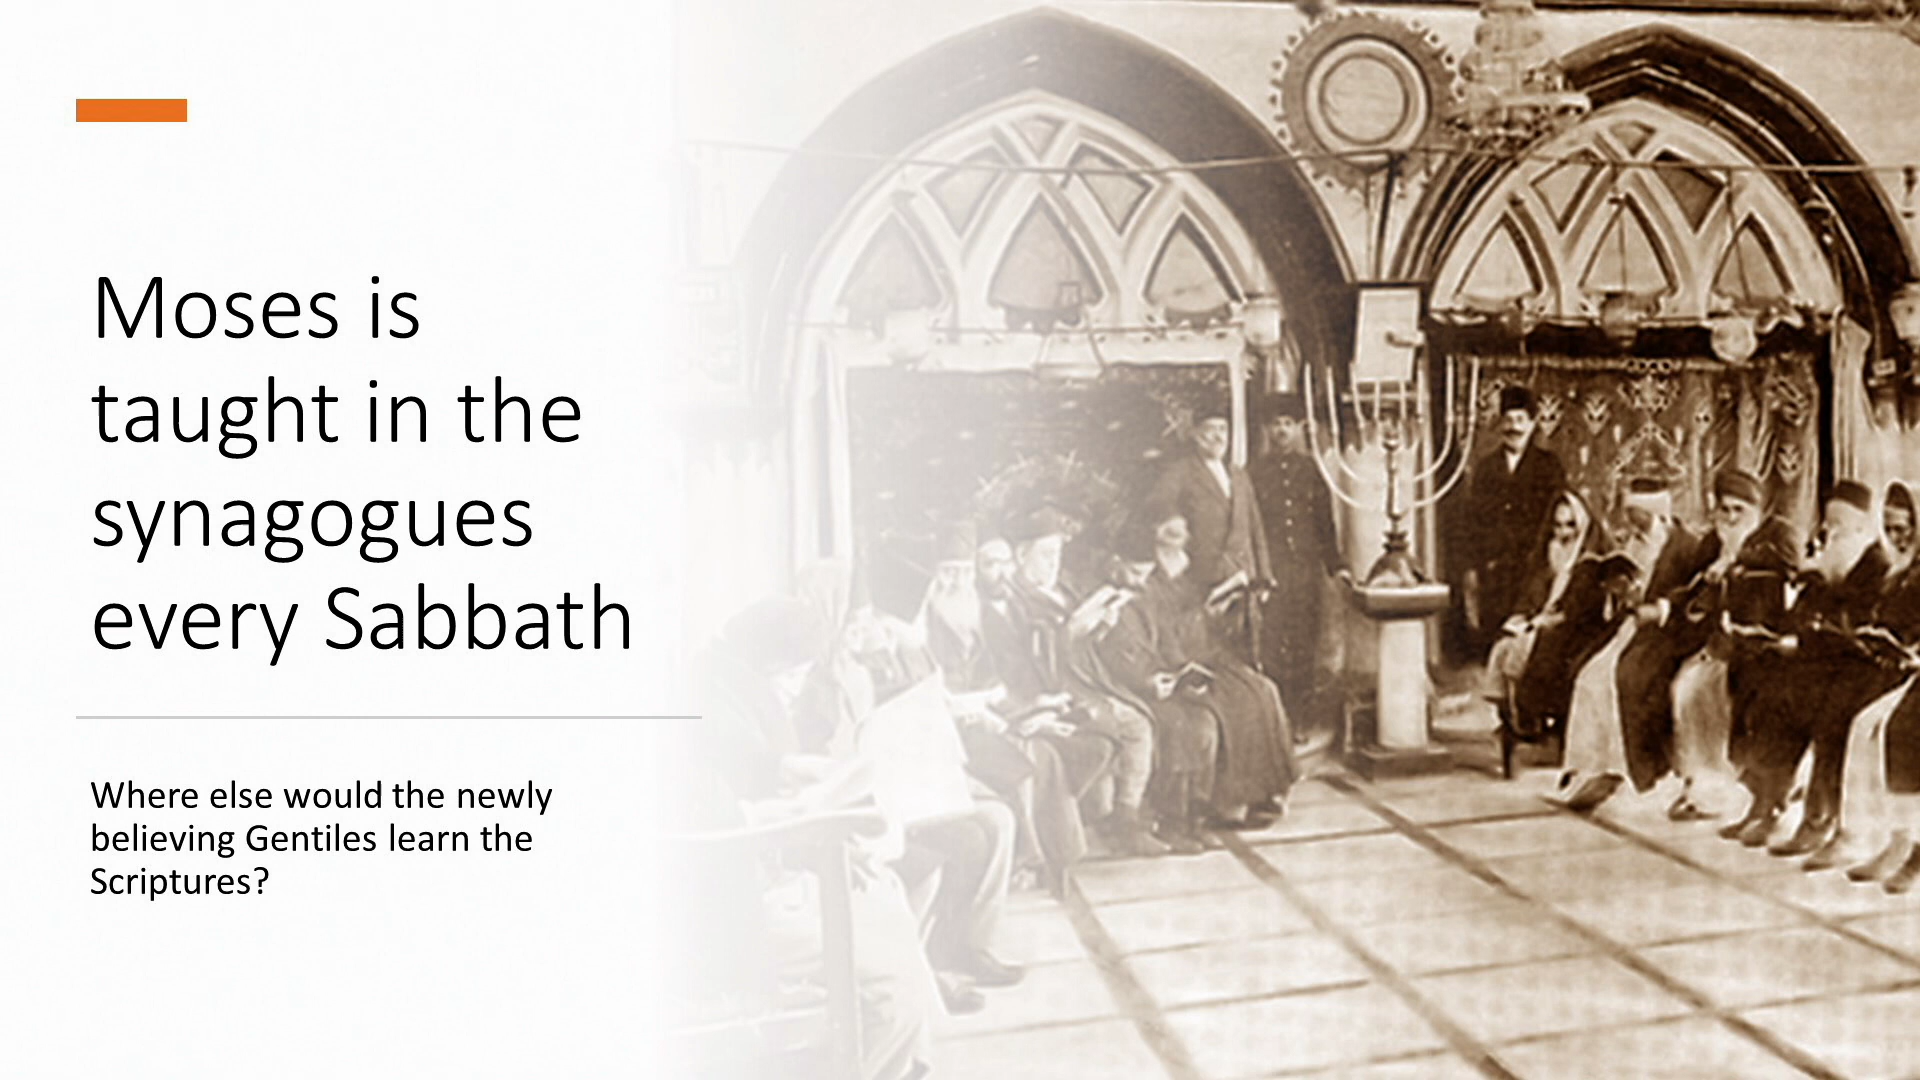 Moses is
taught in the
synagogues
every Sabbath
Where else would the newly
believing Gentiles learn the
Scriptures?